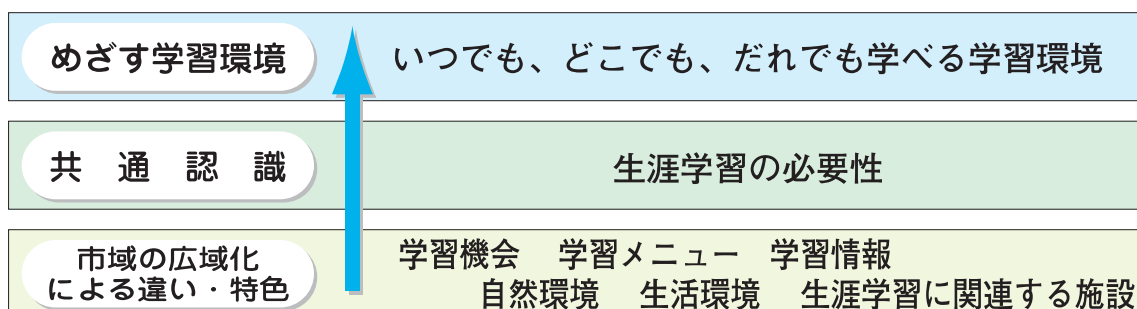 めざす学習環境
いつでも、どこでも、だれでも学べる学習環境
共通認識
生涯学習の必要性
市域の広域化
による違い・特色
学習機会 学習メニュー 学習情報
自然環境 生活環境 生涯学習に関連する施設